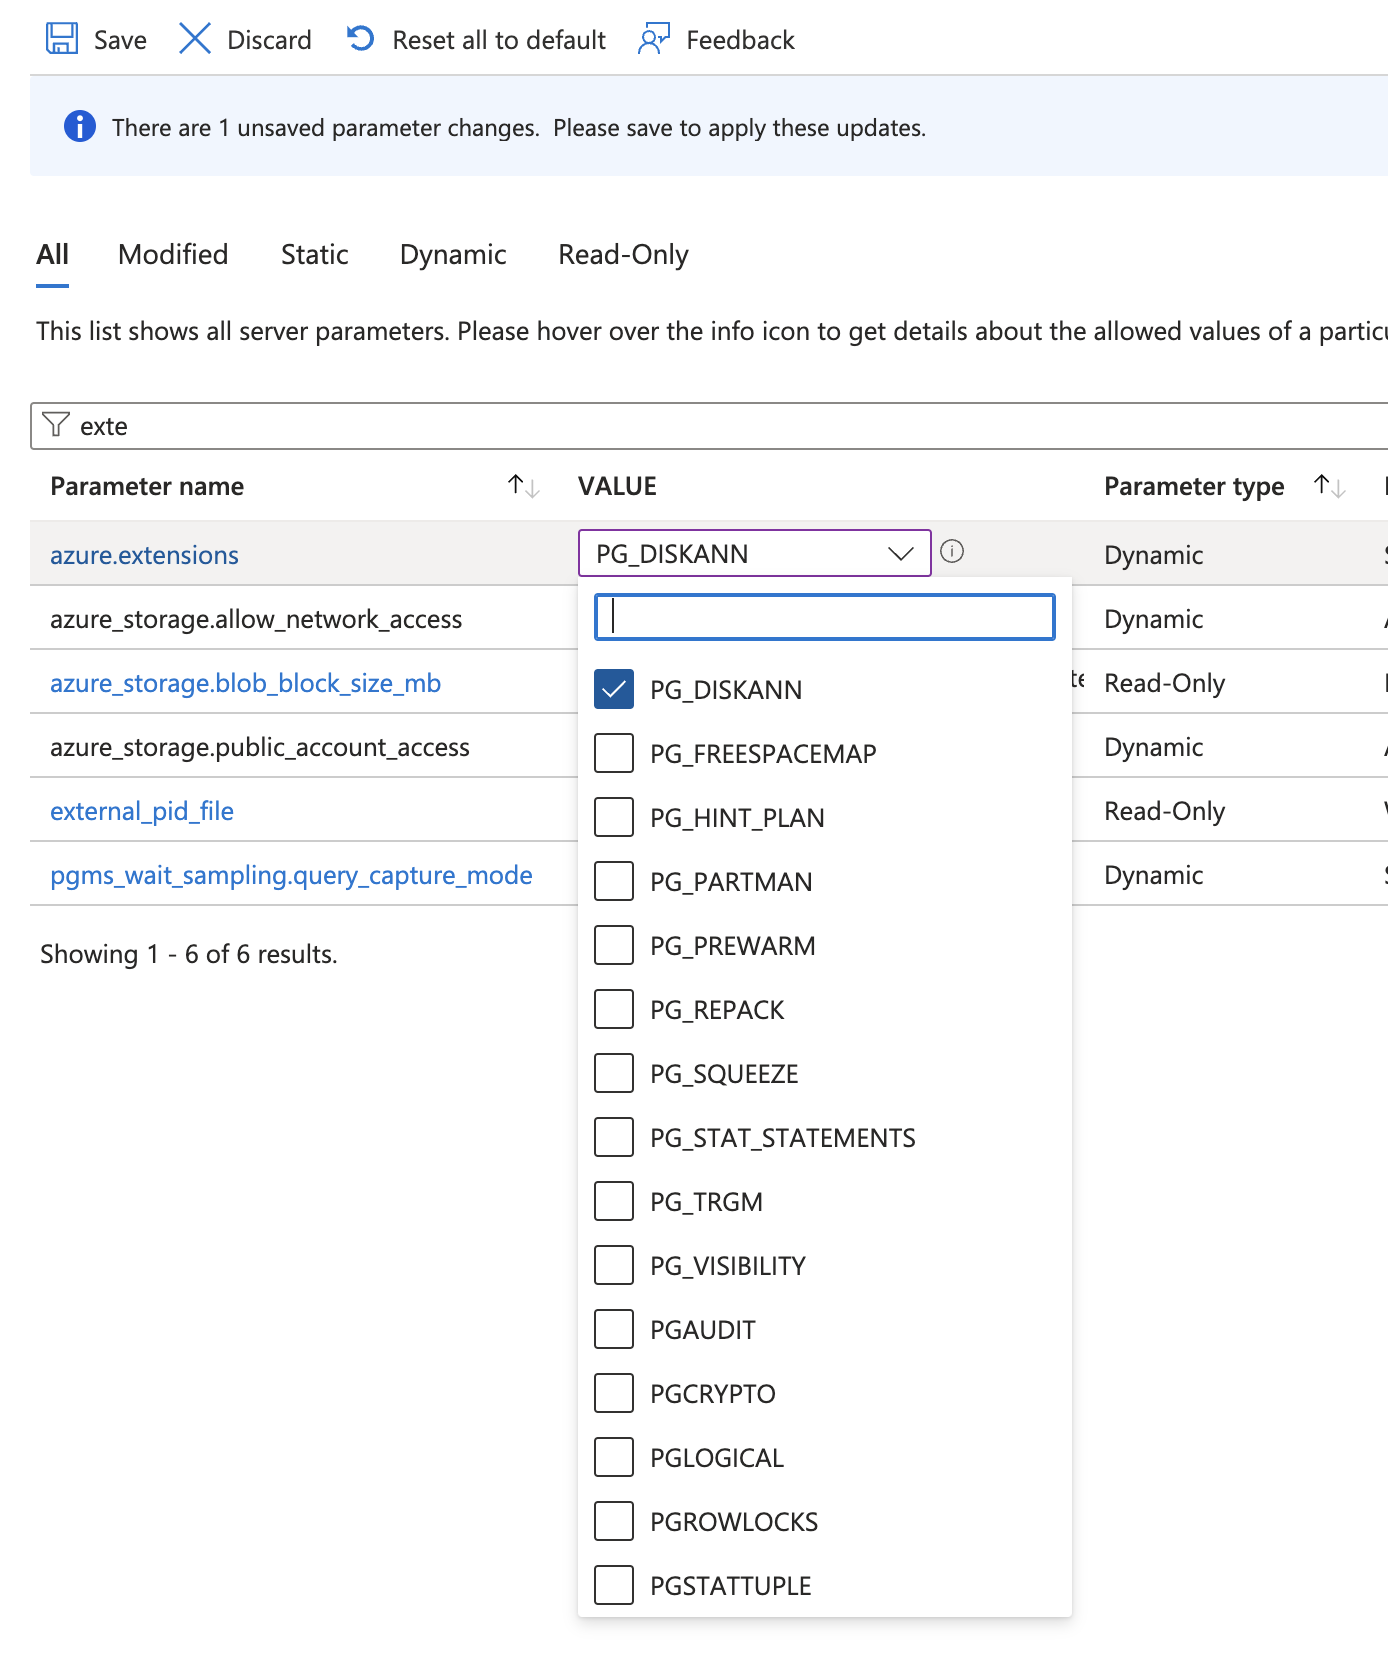 Save Discard Reset all to default Feedback
There are 1 unsaved parameter changes. Please save to apply these updates.
All Modified Static Dynamic Read-Only
This list shows all server parameters. Please hover over the info icon to get details about the allowed values of a
exte
Parameter name VALUE Parameter type
azure.extensions PG_DISKANN Dynamic
azure_storage.allow_network_access Dynamic
azure_storage.blob_block_size_mb Read-Only
azure_storage.public_account_access Dynamic
external_pid_file Read-Only
pgms_wait_sampling.query_capture_mode Dynamic
Showing 1 - 6 of 6 results.
PG_DISKANN
PG_FREESPACEMAP
PG_HINT_PLAN
PG_PARTMAN
PG_PREWARM
PG_REPACK
PG_SQUEEZE
PG_STAT_STATEMENTS
PG_TRGM
PG_VISIBILITY
PGAUDIT
PGCRYPTO
PGLOGICAL
PGROWLOCKS
PGSTATTUPLE